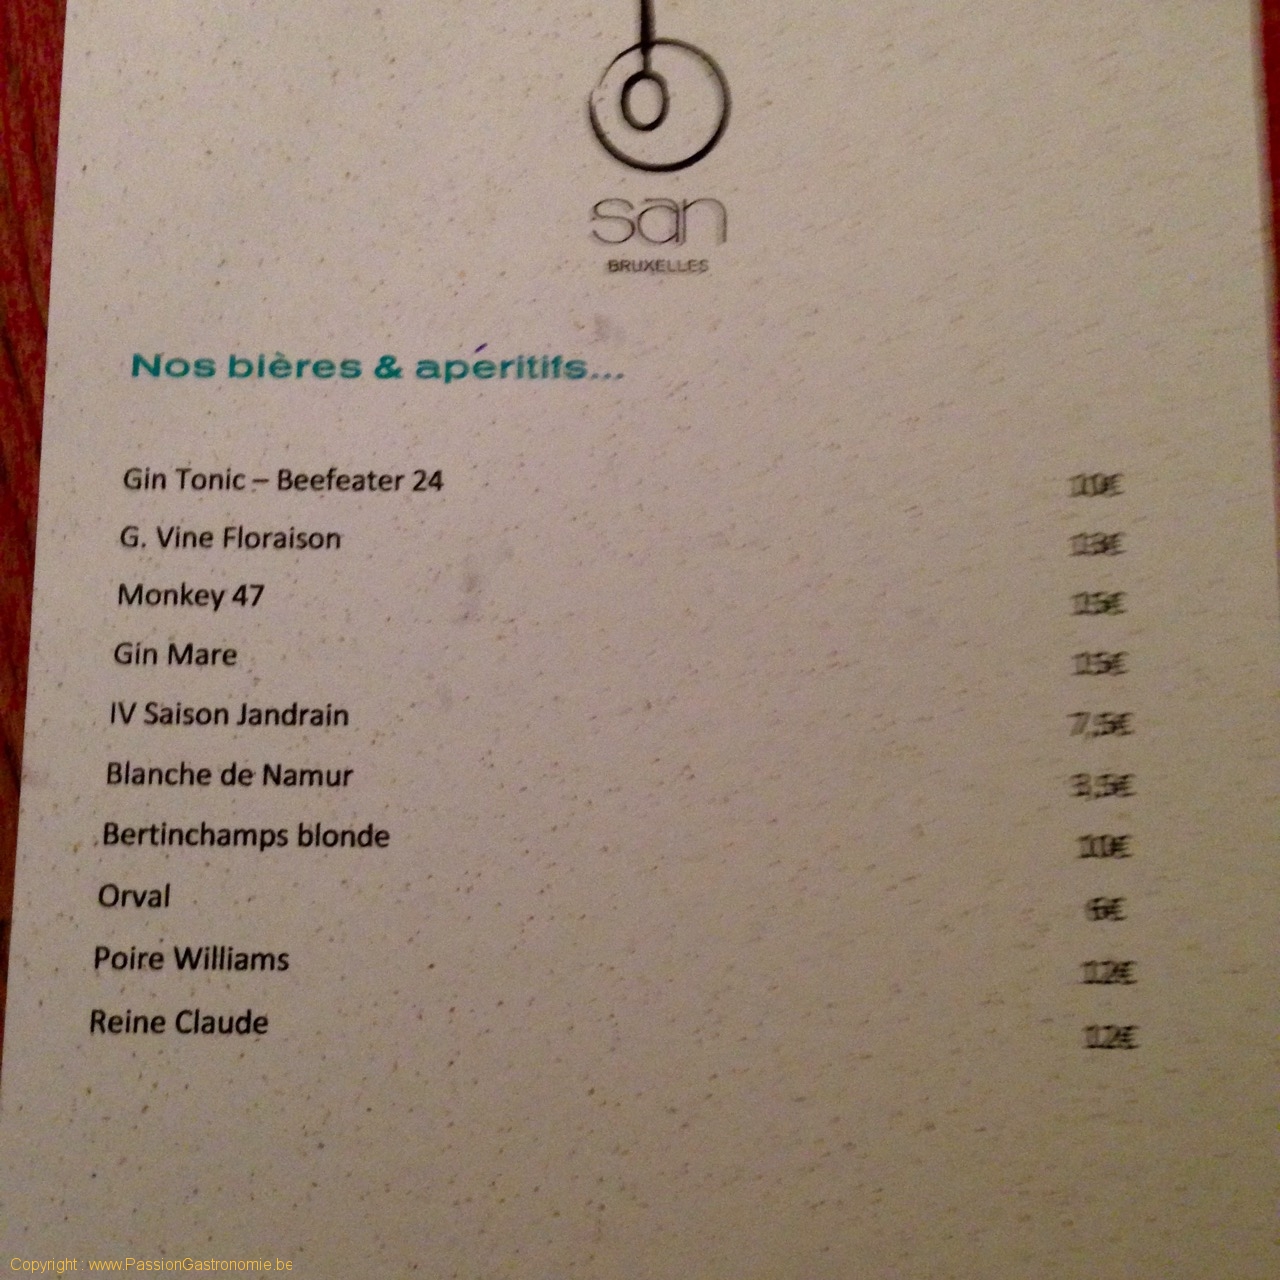 san
BRUXELLES
Nos bières & apéritifs...
Gin Tonic – Beefeater 24 10€
G. Vine Floraison 13€
Monkey 47 15€
Gin Mare 15€
IV Saison Jandrain 7,5€
Blanche de Namur 3,5€
Bertinchamps blonde 10€
Orval 6€
Poire Williams 12€
Reine Claude 12€
Copyright : www.PassionGastronomie.be